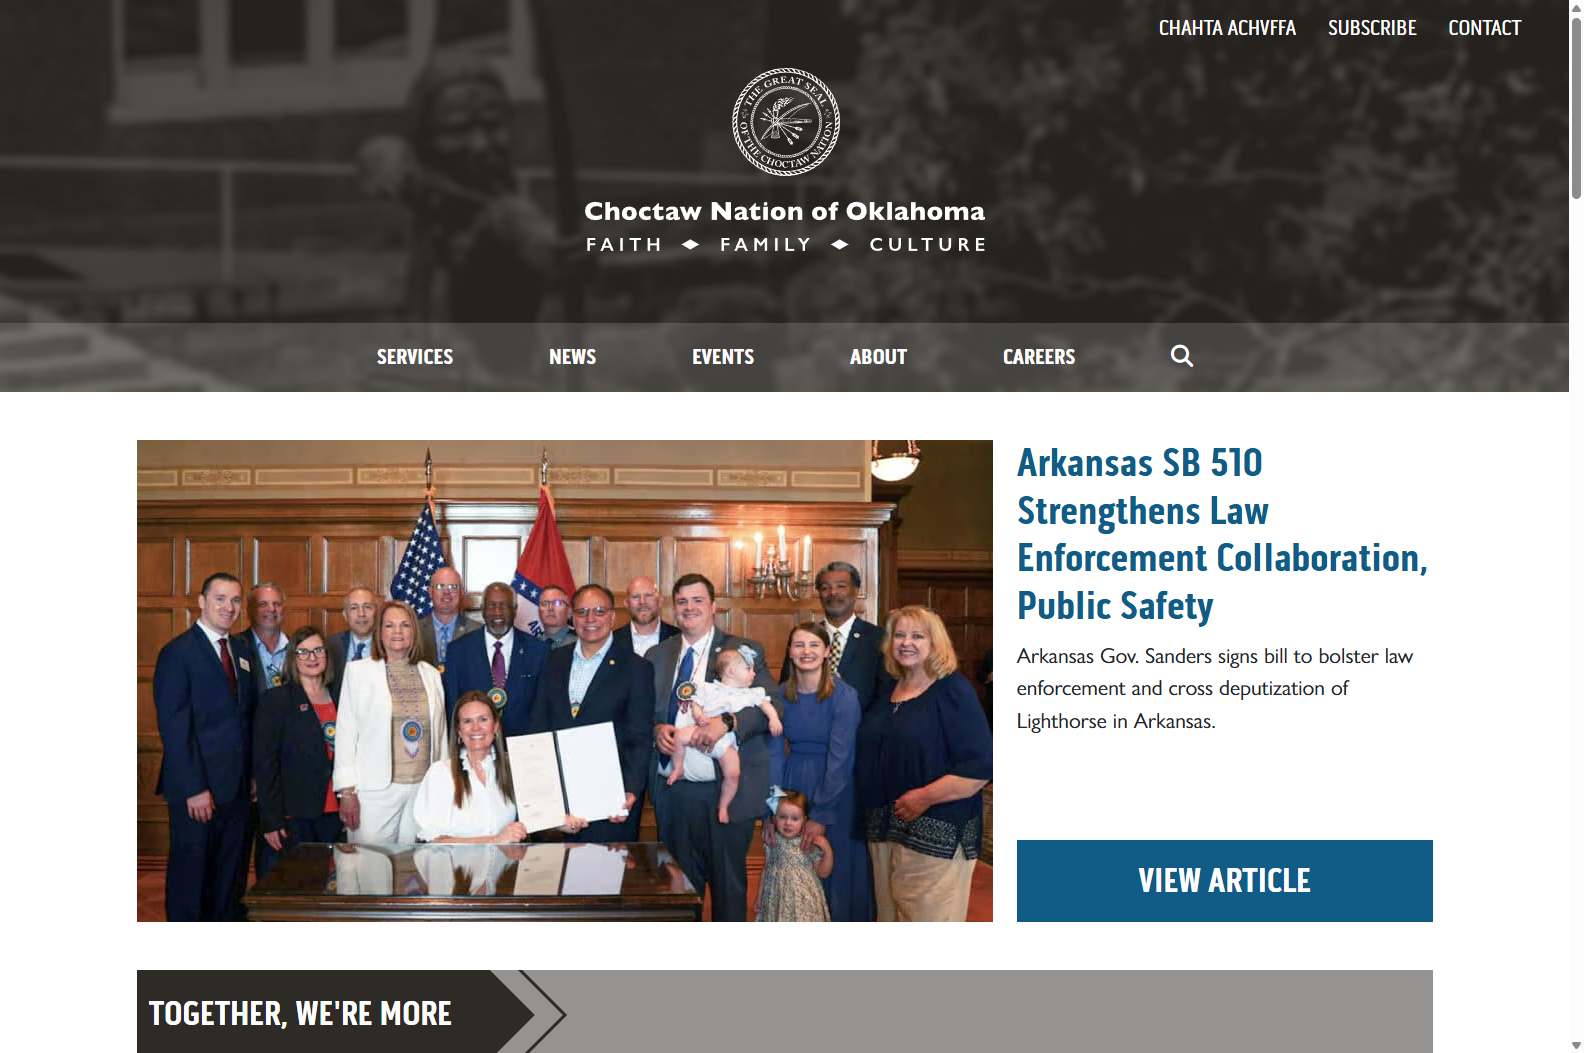 CHAHTA ACHVFFA SUBSCRIBE CONTACT
THE GREAT SEAL OF THE CHOCTAW NATION
Choctaw Nation of Oklahoma
FAITH ◆ FAMILY ◆ CULTURE
SERVICES NEWS EVENTS ABOUT CAREERS
Arkansas SB 510
Strengthens Law
Enforcement Collaboration,
Public Safety
Arkansas Gov. Sanders signs bill to bolster law
enforcement and cross deputization of
Lighthorse in Arkansas.
VIEW ARTICLE
TOGETHER, WE'RE MORE